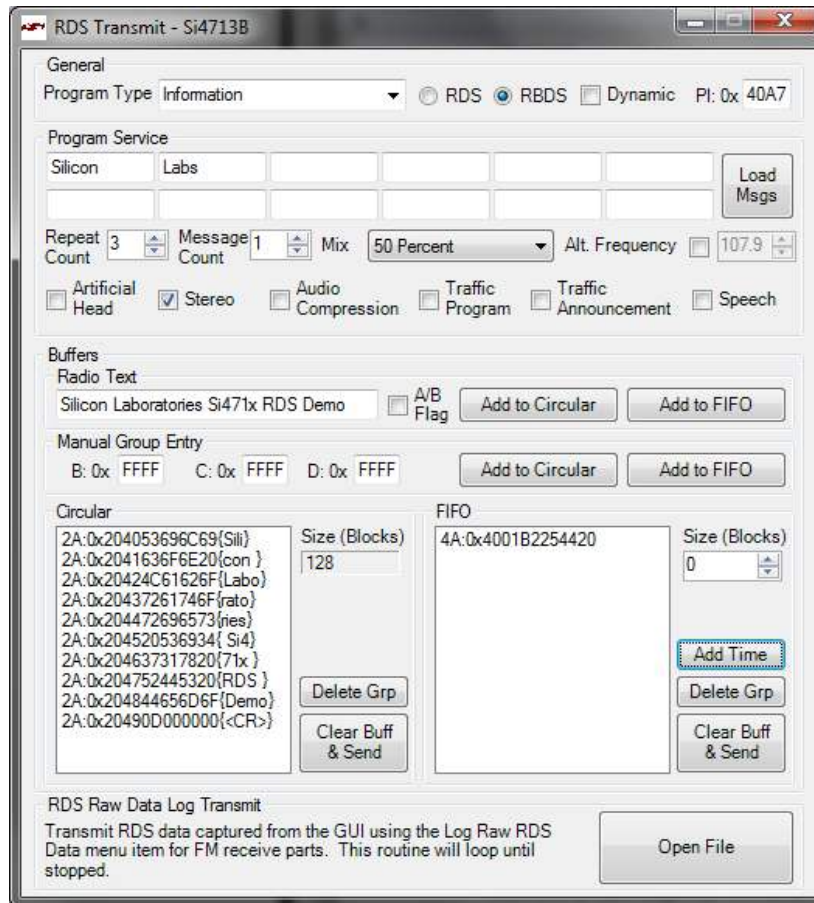 RDS Transmit - Si4713B
General
Program Type Information RDS RBDS Dynamic PI: 0x 40A7
Program Service
Silicon Labs
Load Msgs
Repeat Count 3 Message Count 1 Mix 50 Percent Alt. Frequency 107.9
Artificial Head Stereo Audio Compression Traffic Program Traffic Announcement Speech
Buffers
Radio Text
Silicon Laboratories Si471x RDS Demo A/B Flag Add to Circular Add to FIFO
Manual Group Entry
B: 0x FFFF C: 0x FFFF D: 0x FFFF Add to Circular Add to FIFO
Circular
2A:0x204053696C69{Sili}
2A:0x2041636F6E20{con }
2A:0x20424C61626F{Labo}
2A:0x20437261746F{rato}
2A:0x204472696573{ries}
2A:0x204520536934{ Si4}
2A:0x204637317820{71x }
2A:0x204752445320{RDS }
2A:0x204844656D6F{Demo}
2A:0x20490D000000{<CR>}
Size (Blocks)
128
Delete Grp
Clear Buff
& Send
FIFO
4A:0x4001B2254420
Size (Blocks)
0
Add Time
Delete Grp
Clear Buff
& Send
RDS Raw Data Log Transmit
Transmit RDS data captured from the GUI using the Log Raw RDS
Data menu item for FM receive parts. This routine will loop until
stopped.
Open File